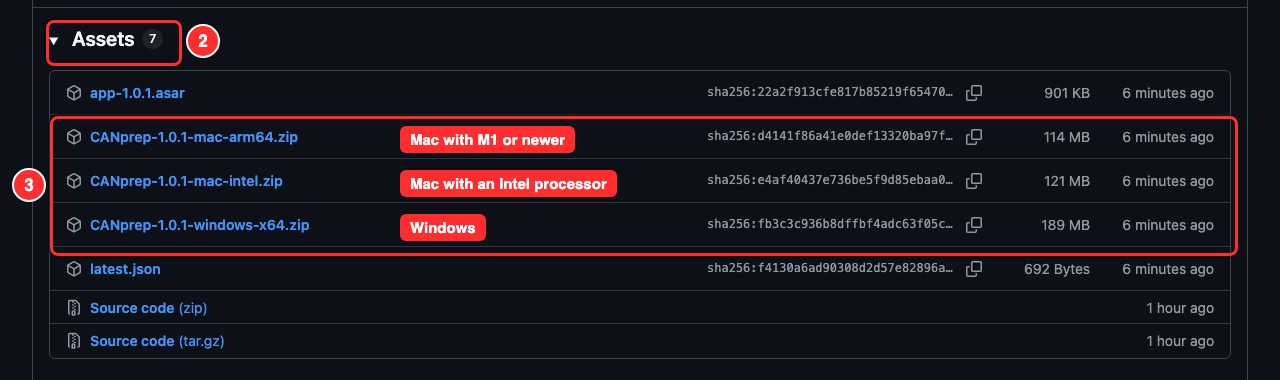 Assets 7
2
app-1.0.1.asar sha256:22a2f913cfe817b85219f65470… 901 KB 6 minutes ago
CANprep-1.0.1-mac-arm64.zip Mac with M1 or newer sha256:d4141f86a41e0def13320ba97f… 114 MB 6 minutes ago
3
CANprep-1.0.1-mac-intel.zip Mac with an Intel processor sha256:e4af40437e736be5f9d85ebaa0… 121 MB 6 minutes ago
CANprep-1.0.1-windows-x64.zip Windows sha256:fb3c3c936b8dffbf4adc63f05c… 189 MB 6 minutes ago
latest.json sha256:f4130a6ad90308d2d57e82896a… 692 Bytes 6 minutes ago
Source code (zip) 1 hour ago
Source code (tar.gz) 1 hour ago